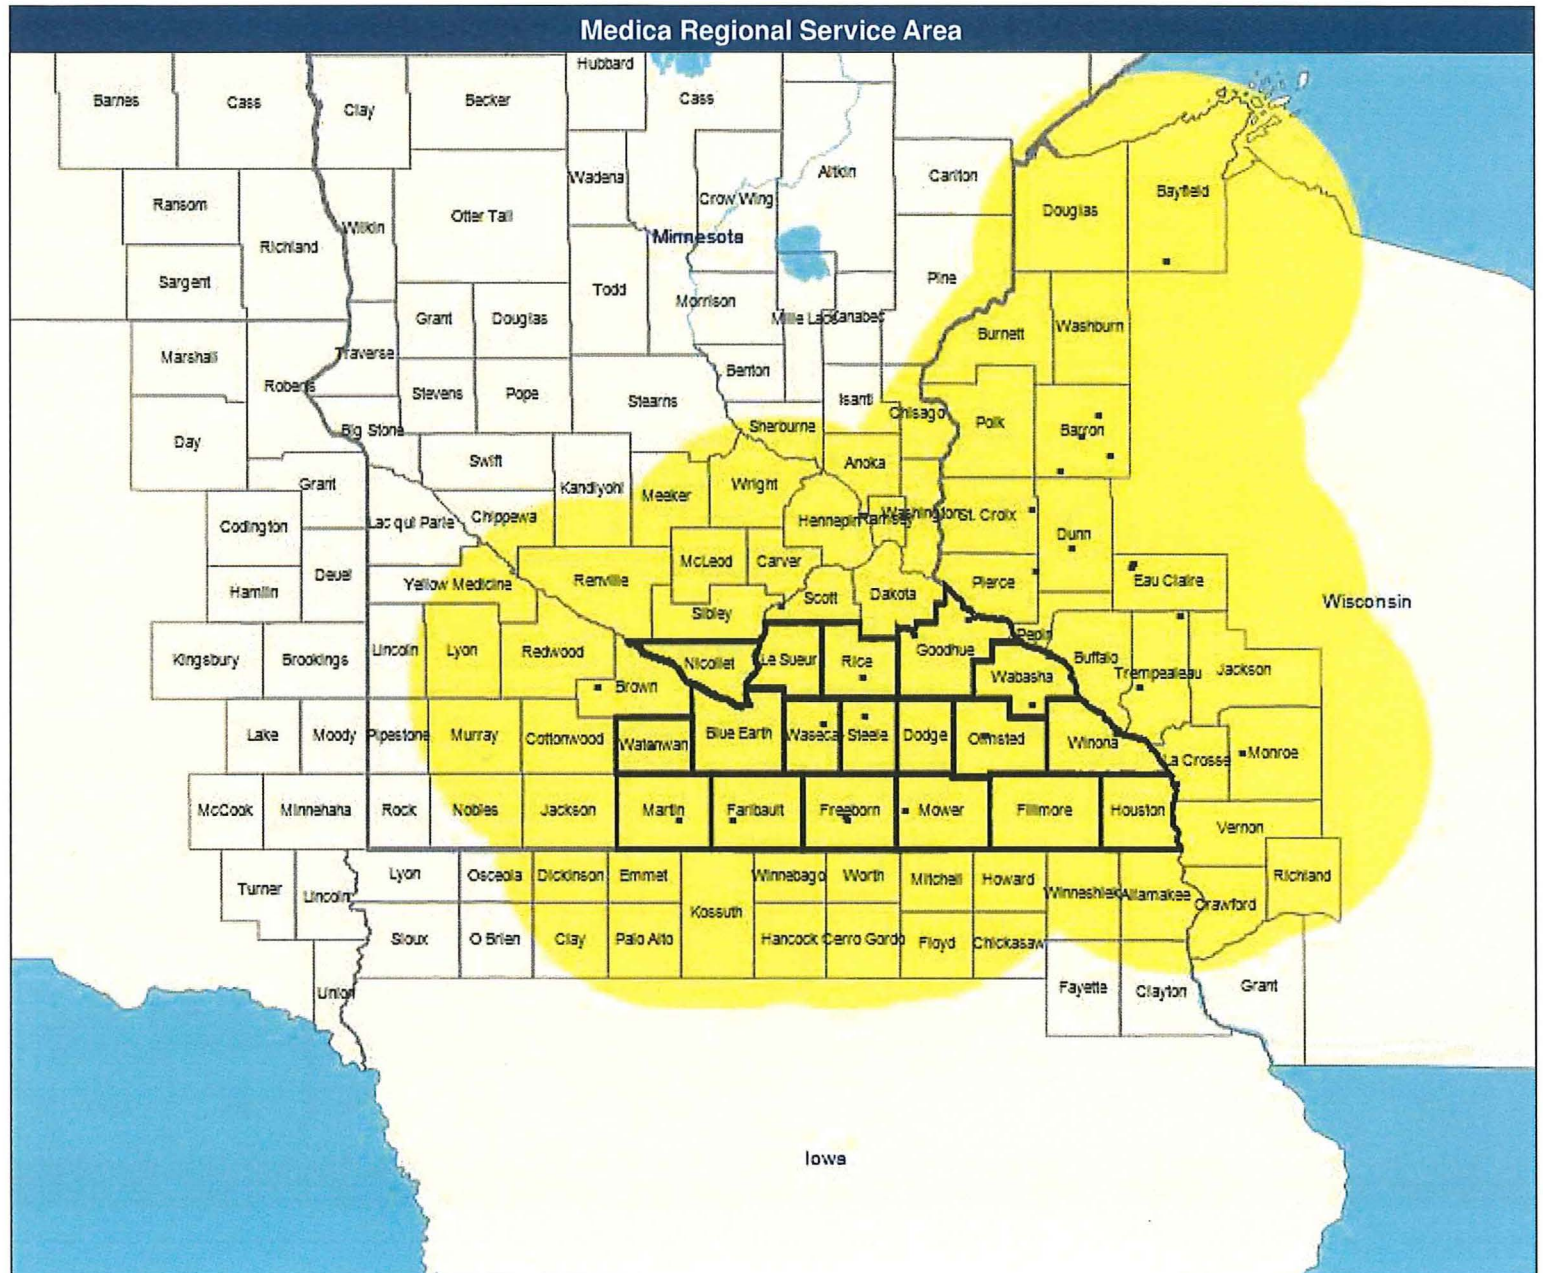 Medica Regional Service Area
Hubbard
Barnes
Cass
Clay
Becker
Cass
Wadena
Crow Wing
Aitkin
Carlton
Ransom
Richland
Wilkin
Otter Tail
Minnesota
Douglas
Bayfield
Sargent
Todd
Morrison
Pine
Grant
Douglas
Mille Lacs
Kanabec
Burnett
Washburn
Marshall
Roberts
Traverse
Stevens
Pope
Stearns
Benton
Isanti
Chisago
Polk
Barron
Day
Big Stone
Sherburne
Swift
Anoka
Grant
Kandiyohi
Meeker
Wright
Codington
Lac qui Parle
Chippewa
Hennepin
Ramsey
Washington
St. Croix
Dunn
Hamlin
Deuel
Yellow Medicine
Renville
McLeod
Carver
Scott
Dakota
Pierce
Eau Claire
Wisconsin
Sibley
Kingsbury
Brookings
Lincoln
Lyon
Redwood
Brown
Nicollet
Le Sueur
Rice
Goodhue
Pepin
Wabasha
Buffalo
Trempealeau
Jackson
Lake
Moody
Pipestone
Murray
Cottonwood
Watonwan
Blue Earth
Waseca
Steele
Dodge
Olmsted
Winona
La Crosse
Monroe
McCook
Minnehaha
Rock
Nobles
Jackson
Martin
Faribault
Freeborn
Mower
Fillmore
Houston
Vernon
Turner
Lincoln
Lyon
Osceola
Dickinson
Emmet
Kossuth
Winnebago
Worth
Mitchell
Howard
Winneshiek
Allamakee
Crawford
Richland
Sioux
O Brien
Clay
Palo Alto
Hancock
Cerro Gordo
Floyd
Chickasaw
Union
Fayette
Clayton
Grant
Iowa